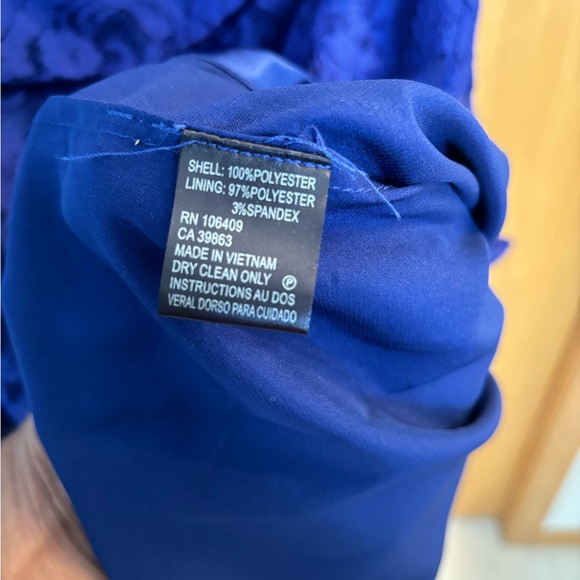 SHELL: 100%POLYESTER
LINING: 97%POLYESTER
3%SPANDEX
RN 106409
CA 39863
MADE IN VIETNAM
DRY CLEAN ONLY Ⓟ
INSTRUCTIONS AU DOS
VERAL DORSO PARA CUIDADO